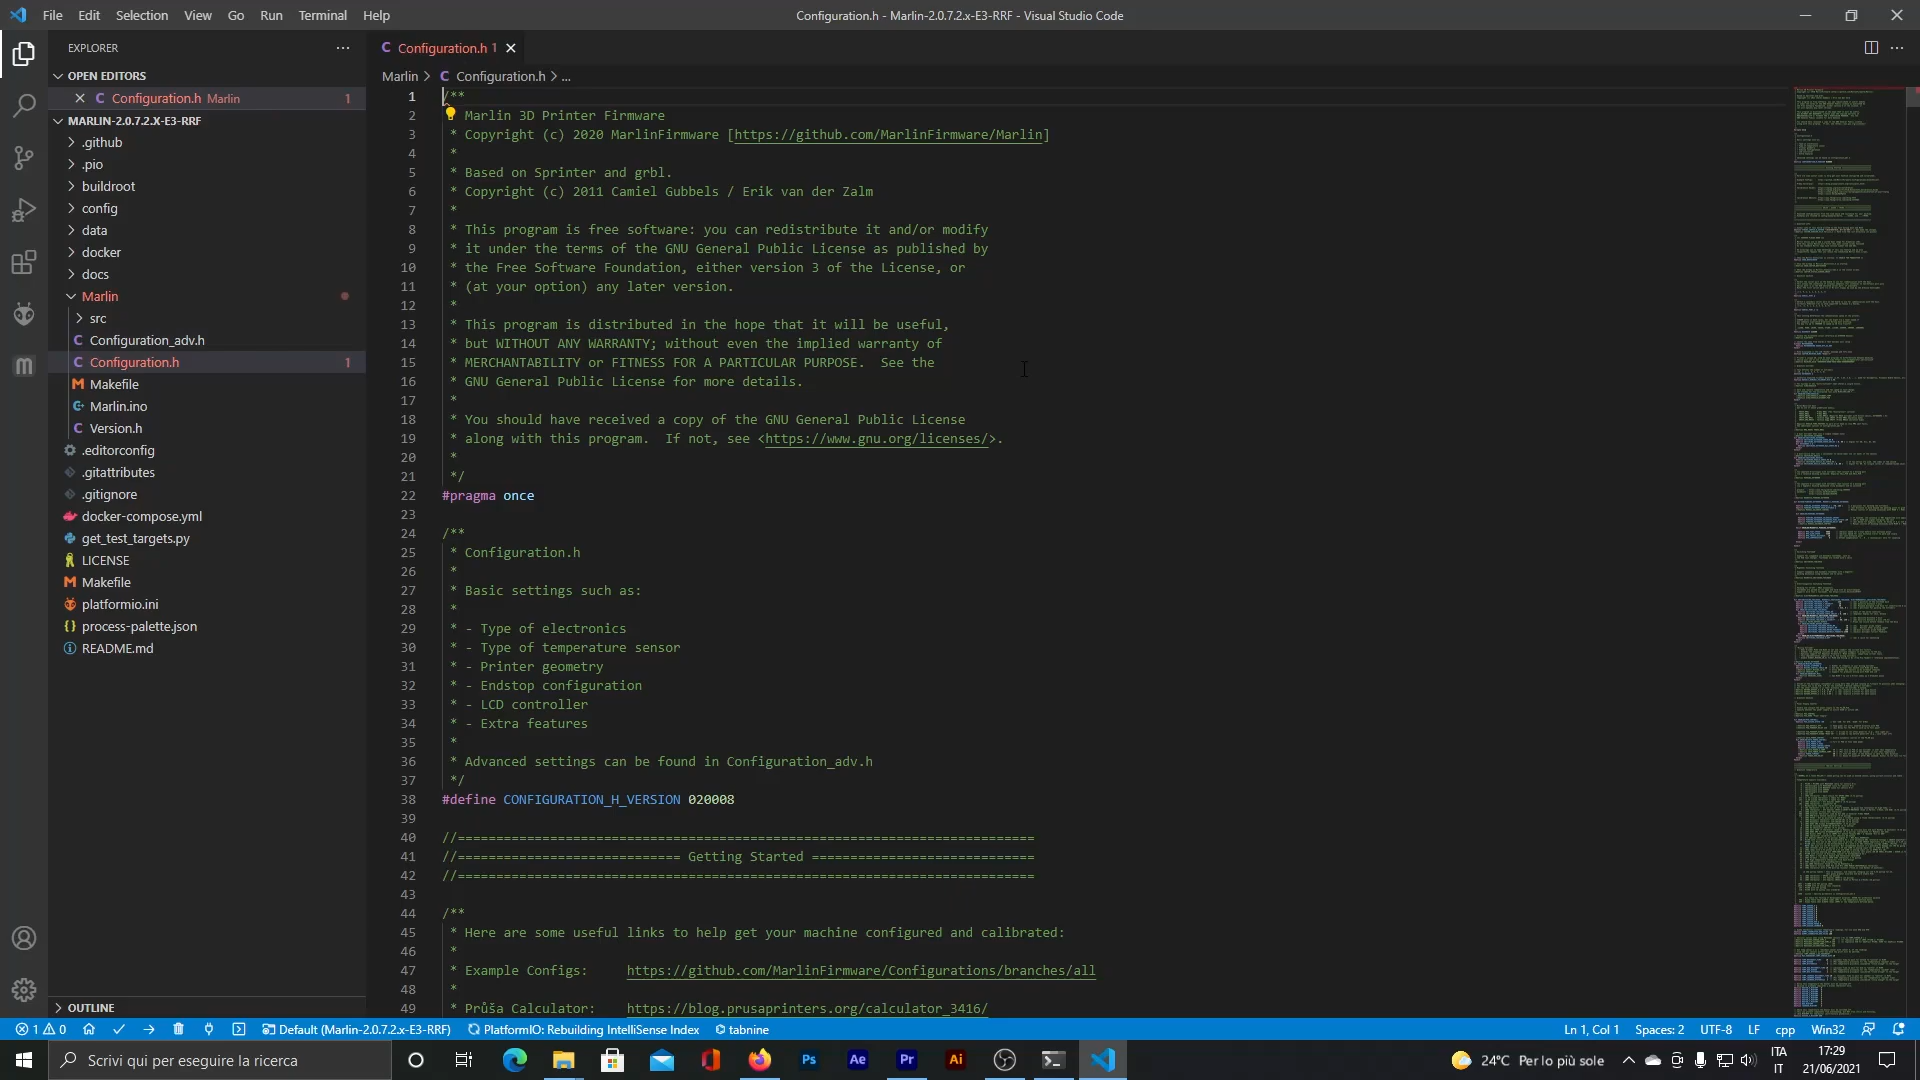 File Edit Selection View Go Run Terminal Help
Configuration.h - Marlin-2.0.7.2.x-E3-RRF - Visual Studio Code
EXPLORER
OPEN EDITORS
Configuration.h Marlin 1
MARLIN-2.0.7.2.X-E3-RRF
.github
.pio
buildroot
config
data
docker
docs
Marlin
src
Configuration_adv.h
Configuration.h 1
Makefile
Marlin.ino
Version.h
.editorconfig
.gitattributes
.gitignore
docker-compose.yml
get_test_targets.py
LICENSE
Makefile
platformio.ini
process-palette.json
README.md
OUTLINE
Configuration.h 1
Marlin > Configuration.h > ...
1 /**
2 Marlin 3D Printer Firmware
3 * Copyright (c) 2020 MarlinFirmware [https://github.com/MarlinFirmware/Marlin]
4 *
5 * Based on Sprinter and grbl.
6 * Copyright (c) 2011 Camiel Gubbels / Erik van der Zalm
7 *
8 * This program is free software: you can redistribute it and/or modify
9 * it under the terms of the GNU General Public License as published by
10 * the Free Software Foundation, either version 3 of the License, or
11 * (at your option) any later version.
12 *
13 * This program is distributed in the hope that it will be useful,
14 * but WITHOUT ANY WARRANTY; without even the implied warranty of
15 * MERCHANTABILITY or FITNESS FOR A PARTICULAR PURPOSE.  See the
16 * GNU General Public License for more details.
17 *
18 * You should have received a copy of the GNU General Public License
19 * along with this program.  If not, see <https://www.gnu.org/licenses/>.
20 *
21 */
22 #pragma once
23
24 /**
25 * Configuration.h
26 *
27 * Basic settings such as:
28 *
29 * - Type of electronics
30 * - Type of temperature sensor
31 * - Printer geometry
32 * - Endstop configuration
33 * - LCD controller
34 * - Extra features
35 *
36 * Advanced settings can be found in Configuration_adv.h
37 */
38 #define CONFIGURATION_H_VERSION 020008
39
40 //===========================================================================
41 //============================= Getting Started =============================
42 //===========================================================================
43
44 /**
45 * Here are some useful links to help get your machine configured and calibrated:
46 *
47 * Example Configs:     https://github.com/MarlinFirmware/Configurations/branches/all
48 *
49 * Průša Calculator:    https://blog.prusaprinters.org/calculator_3416/
1 0 Default (Marlin-2.0.7.2.x-E3-RRF) PlatformIO: Rebuilding IntelliSense Index tabnine Ln 1, Col 1 Spaces: 2 UTF-8 LF cpp Win32
Scrivi qui per eseguire la ricerca
Ps Ae Pr Ai
24°C Per lo più sole
ITA
IT
17:29
21/06/2021